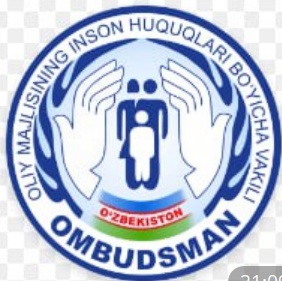 OLIY MAJLISINING INSON HUQUQLARI BO'YICHA VAKILI
O'ZBEKISTON
OMBUDSMAN